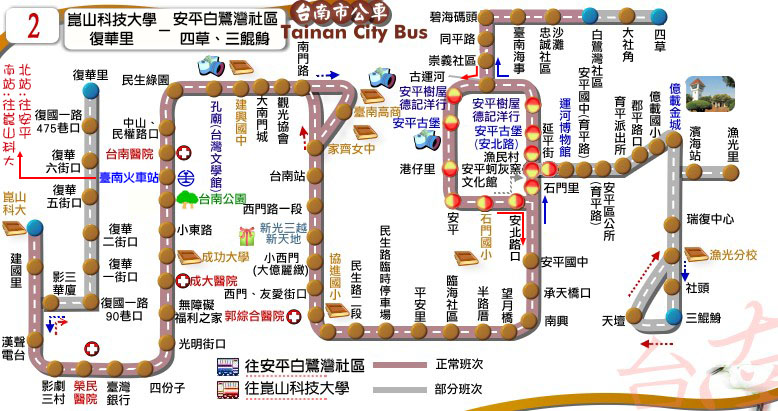 2
崑山科技大學
復華里
－
安平白鷺灣社區
四草、三鯤鯓
台南市公車
Tainan City Bus
北站:往安平
南站:往崑山科大
復華里
復國一路
475巷口
復華
六街口
復華
五街口
復華
二街口
復華
一街口
復國一路
90巷口
影三
華廈
崑山
科大
建國里
漢聲
電台
影劇
三村
榮民
醫院
臺灣
銀行
四份子
光明街口
無障礙
福利之家
成大醫院
成功大學
小東路
台南公園
臺南火車站
台南醫院
中山、
民權路口
民生綠園
孔廟(台灣文學館)
建興國中
大南門城
觀光協會
南門路
臺南高商
家齊女中
台南站
西門路一段
新光三越
新天地
小西門
(大億麗緻)
西門、友愛街口
郭綜合醫院
協進國小
民生路二段
民生路臨時停車場
平安里
臨海社區
半路厝
望月橋
南興
承天橋口
安平國中
安北路口
石門國小
安平
港仔里
安平古堡
安平樹屋
德記洋行
古運河
崇義社區
同平路
碧海碼頭
臺南海事
忠誠社區
沙灘
白鷺灣社區
大社角
四草
安平樹屋
德記洋行
安平古堡
(安北路)
漁民村
安平蚵灰窯
文化館
延平街
石門里
運河博物館
安平國中(育平路)
安平區公所
(育平路)
育平派出所
郡平路口
億載國小
億載金城
濱海站
漁光里
瑞復中心
漁光分校
社頭
三鯤鯓
天壇
往安平白鷺灣社區
往崑山科技大學
正常班次
部分班次
台南